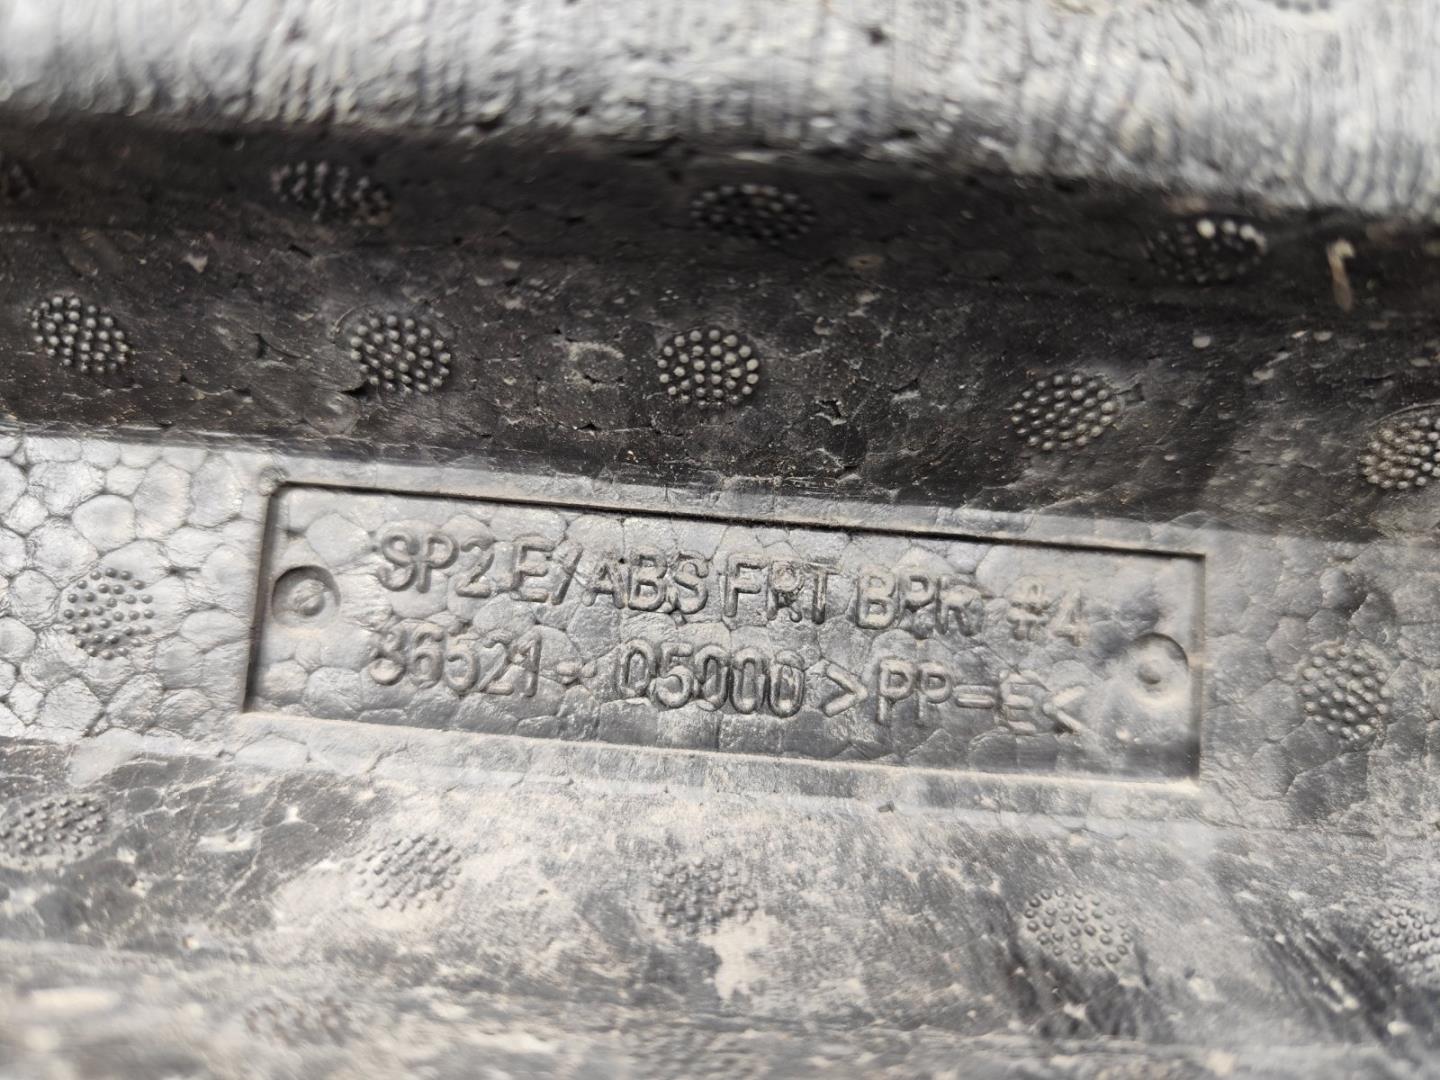 SP2 E/ABS FRT BPR #4
86521-Q5000 >PP-E<